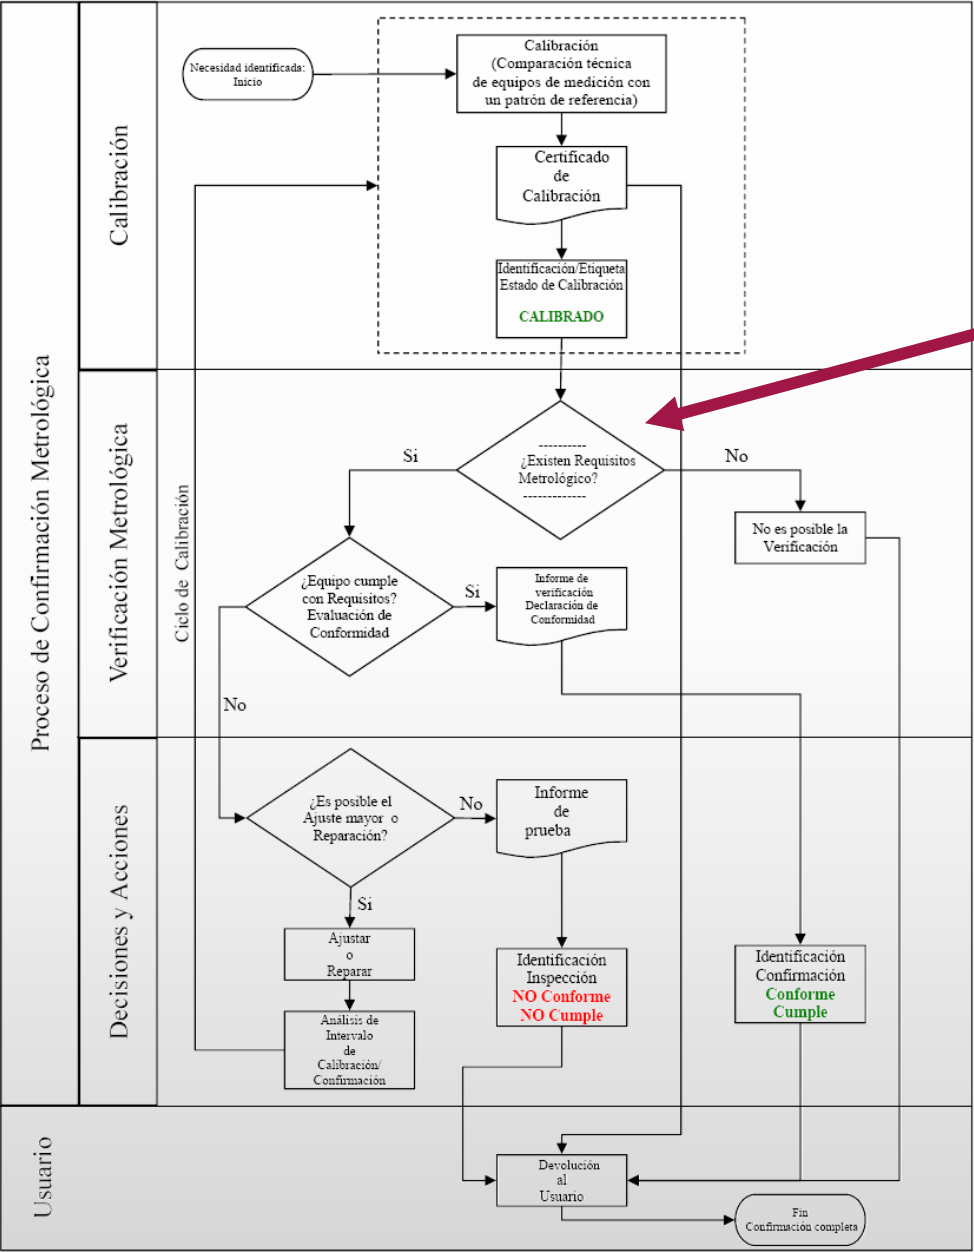 Proceso de Confirmación Metrológica
Calibración
Necesidad identificada:
Inicio
Calibración
(Comparación técnica
de equipos de medición con
un patrón de referencia)
Certificado
de
Calibración
Identificación/Etiqueta
Estado de Calibración
CALIBRADO
Verificación Metrológica
Ciclo de Calibración
----------
¿Existen Requisitos
Metrológico?
-------------
Si
No
No es posible la
Verificación
¿Equipo cumple
con Requisitos?
Evaluación de
Conformidad
Si
Informe de
verificación
Declaración de
Conformidad
No
Decisiones y Acciones
¿Es posible el
Ajuste mayor o
Reparación?
No
Informe
de
prueba
Si
Ajustar
o
Reparar
Identificación
Inspección
NO Conforme
NO Cumple
Identificación
Confirmación
Conforme
Cumple
Análisis de
Intervalo
de
Calibración/
Confirmación
Usuario
Devolución
al
Usuario
Fin
Confirmación completa